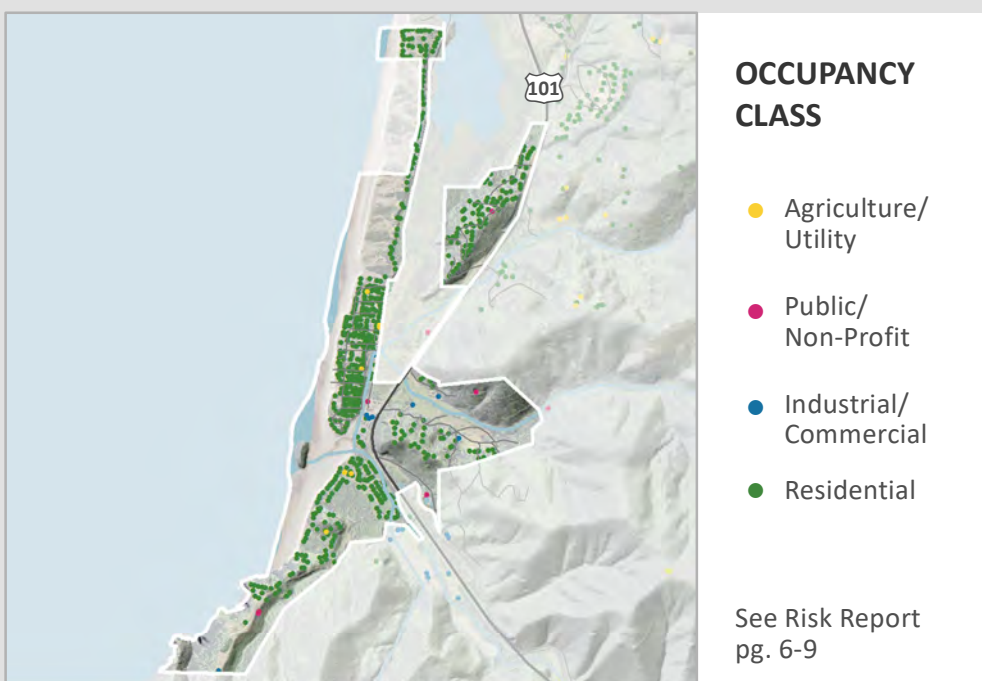 101
OCCUPANCY
CLASS
Agriculture/
Utility
Public/
Non-Profit
Industrial/
Commercial
Residential
See Risk Report
pg. 6-9